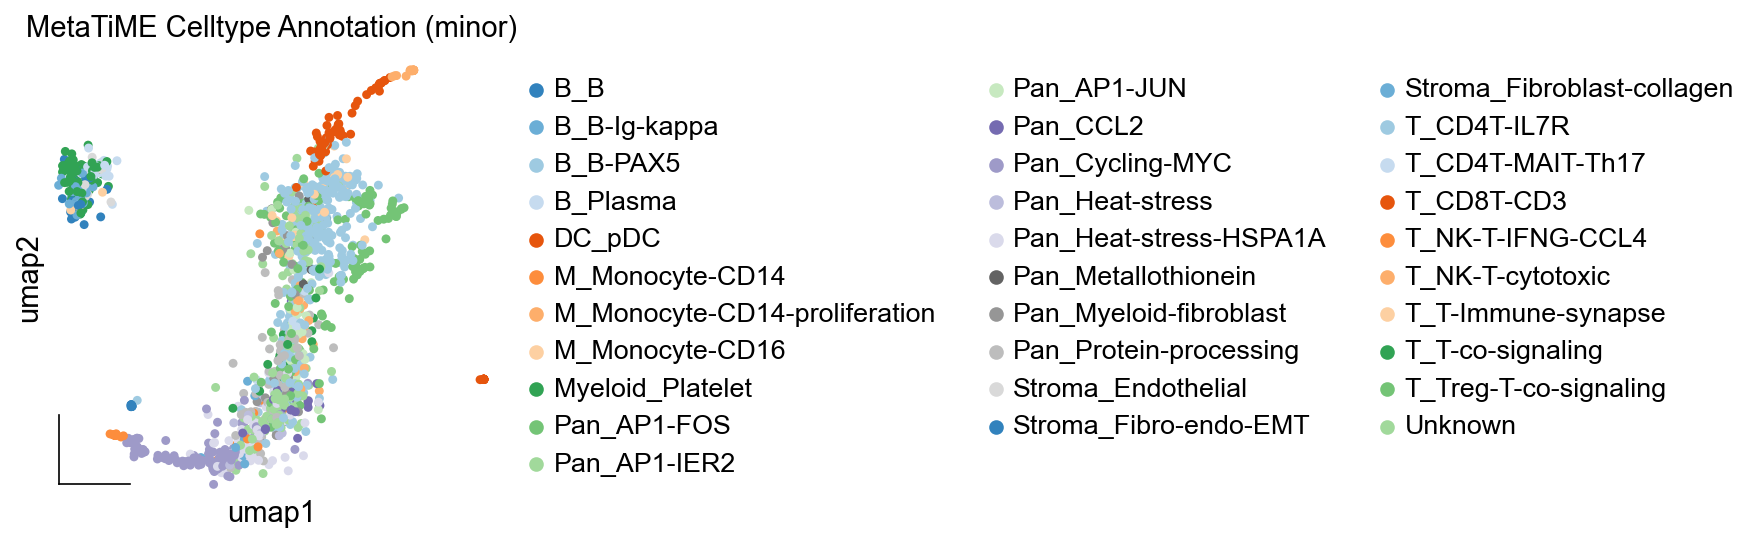 MetaTiME Celltype Annotation (minor)
B_B
B_B-Ig-kappa
B_B-PAX5
B_Plasma
DC_pDC
M_Monocyte-CD14
M_Monocyte-CD14-proliferation
M_Monocyte-CD16
Myeloid_Platelet
Pan_AP1-FOS
Pan_AP1-IER2
Pan_AP1-JUN
Pan_CCL2
Pan_Cycling-MYC
Pan_Heat-stress
Pan_Heat-stress-HSPA1A
Pan_Metallothionein
Pan_Myeloid-fibroblast
Pan_Protein-processing
Stroma_Endothelial
Stroma_Fibro-endo-EMT
Stroma_Fibroblast-collagen
T_CD4T-IL7R
T_CD4T-MAIT-Th17
T_CD8T-CD3
T_NK-T-IFNG-CCL4
T_NK-T-cytotoxic
T_T-Immune-synapse
T_T-co-signaling
T_Treg-T-co-signaling
Unknown
umap2
umap1